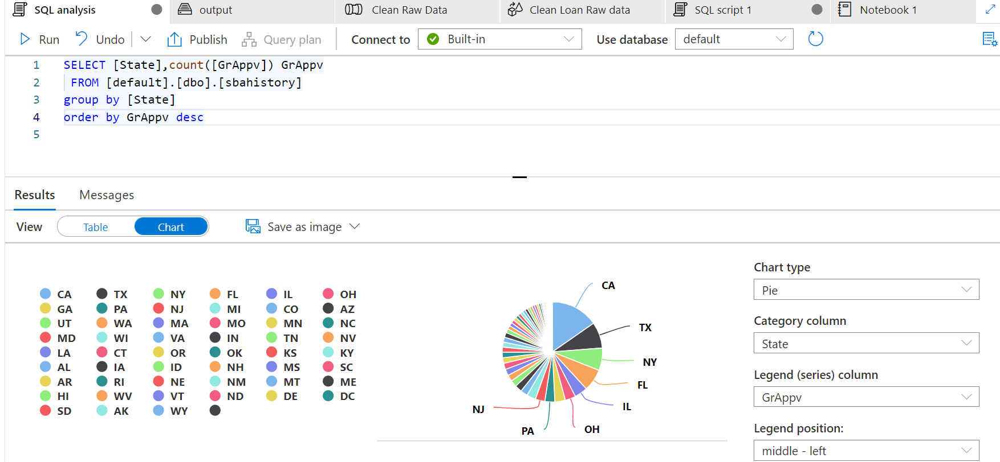 SQL analysis output Clean Raw Data Clean Loan Raw data SQL script 1 Notebook 1
Run Undo Publish Query plan Connect to Built-in Use database default
1 SELECT [State],count([GrAppv]) GrAppv
2 FROM [default].[dbo].[sbahistory]
3 group by [State]
4 order by GrAppv desc
5
Results Messages
View Table Chart Save as image
CA TX NY FL IL OH
GA PA NJ MI CO AZ
UT WA MA MO MN NC
MD WI VA IN TN NV
LA CT OR OK KS KY
AL IA ID NH MS SC
AR RI NE NM MT ME
HI WV VT ND DE DC
SD AK WY
CA
TX
NY
FL
IL
OH
PA
NJ
Chart type
Pie
Category column
State
Legend (series) column
GrAppv
Legend position:
middle - left